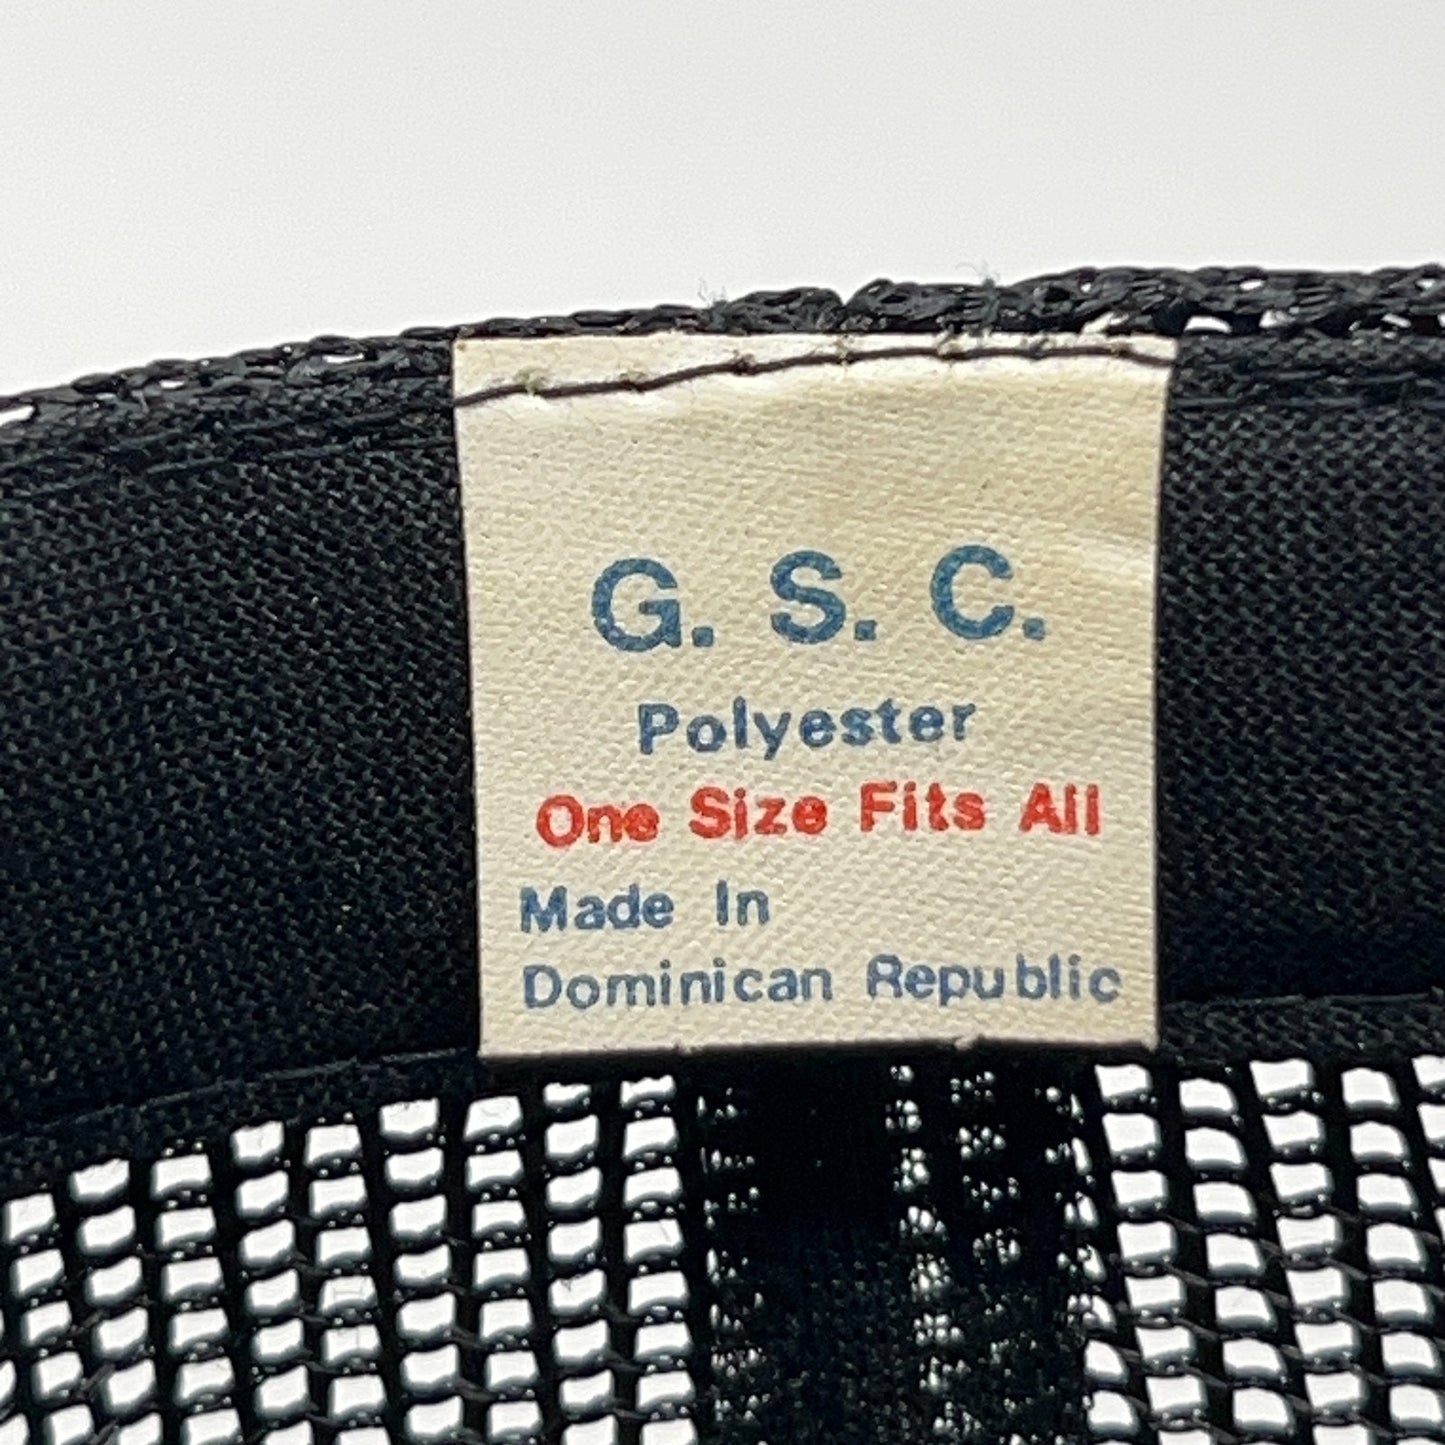 G. S. C.
Polyester
One Size Fits All
Made In
Dominican Republic